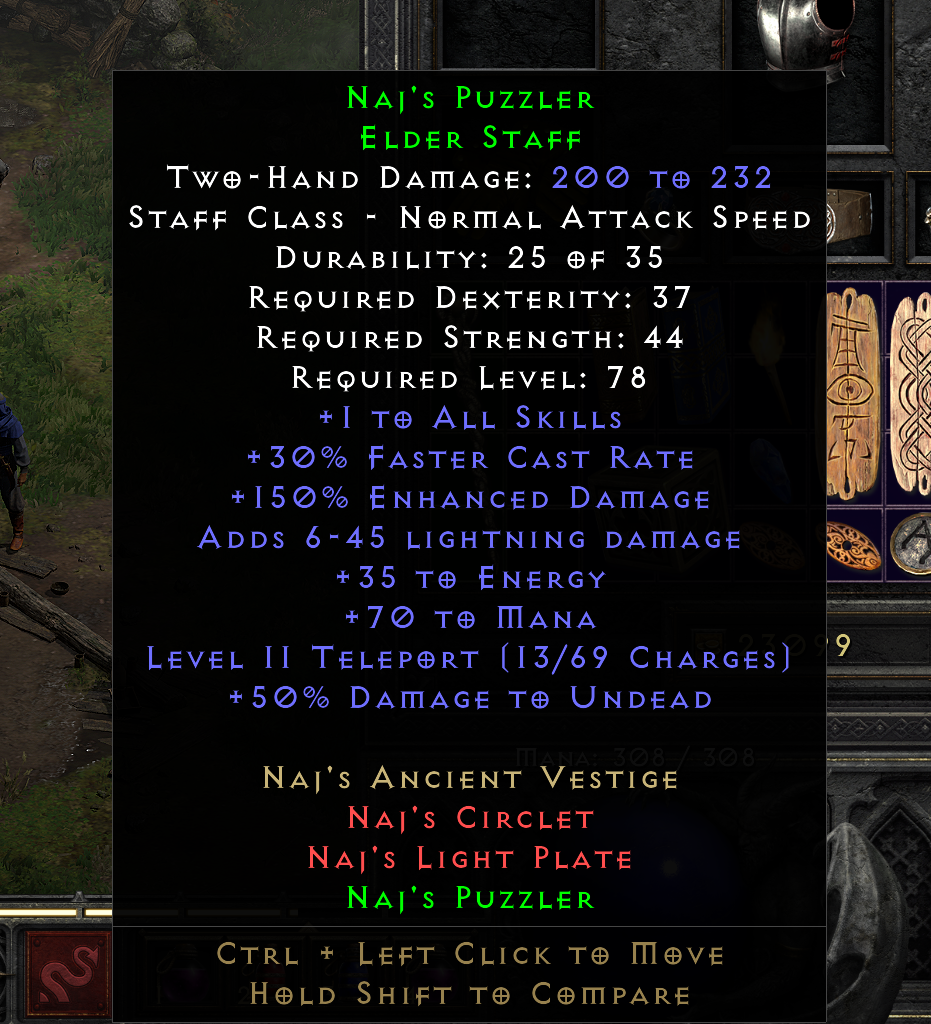 Naj's Puzzler
Elder Staff
Two-Hand Damage: 200 to 232
Staff Class - Normal Attack Speed
Durability: 25 of 35
Required Dexterity: 37
Required Strength: 44
Required Level: 78
+1 to All Skills
+30% Faster Cast Rate
+150% Enhanced Damage
Adds 6-45 lightning damage
+35 to Energy
+70 to Mana
Level 11 Teleport (13/69 Charges)
+50% Damage to Undead
Mana: 308 / 308
Naj's Ancient Vestige
Naj's Circlet
Naj's Light Plate
Naj's Puzzler
Ctrl + Left Click to Move
Hold Shift to Compare